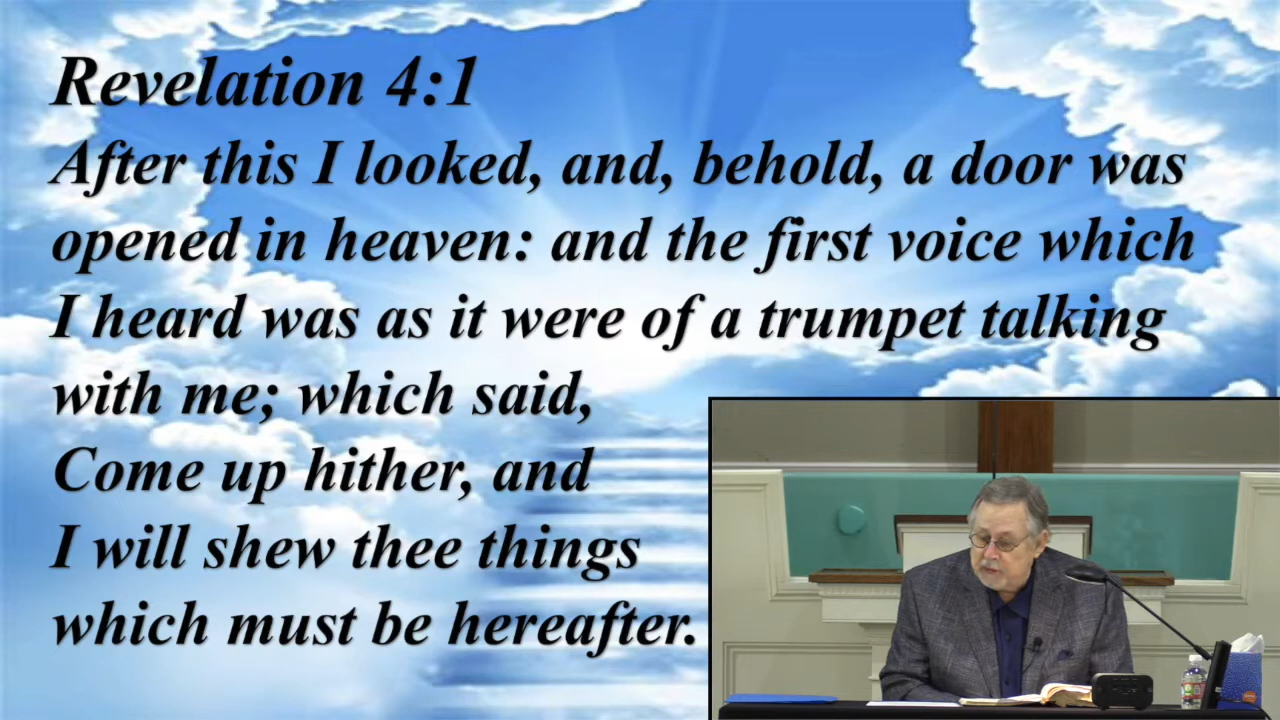 Revelation 4:1
After this I looked, and, behold, a door was
opened in heaven: and the first voice which
I heard was as it were of a trumpet talking
with me; which said,
Come up hither, and
I will shew thee things
which must be hereafter.